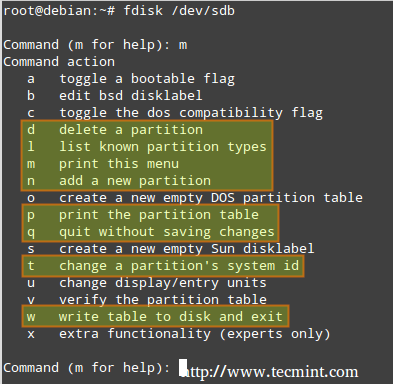 root@debian:~# fdisk /dev/sdb
Command (m for help): m
Command action
a toggle a bootable flag
b edit bsd disklabel
c toggle the dos compatibility flag
d delete a partition
l list known partition types
m print this menu
n add a new partition
o create a new empty DOS partition table
p print the partition table
q quit without saving changes
s create a new empty Sun disklabel
t change a partition's system id
u change display/entry units
v verify the partition table
w write table to disk and exit
x extra functionality (experts only)
Command (m for help): http://www.tecmint.com